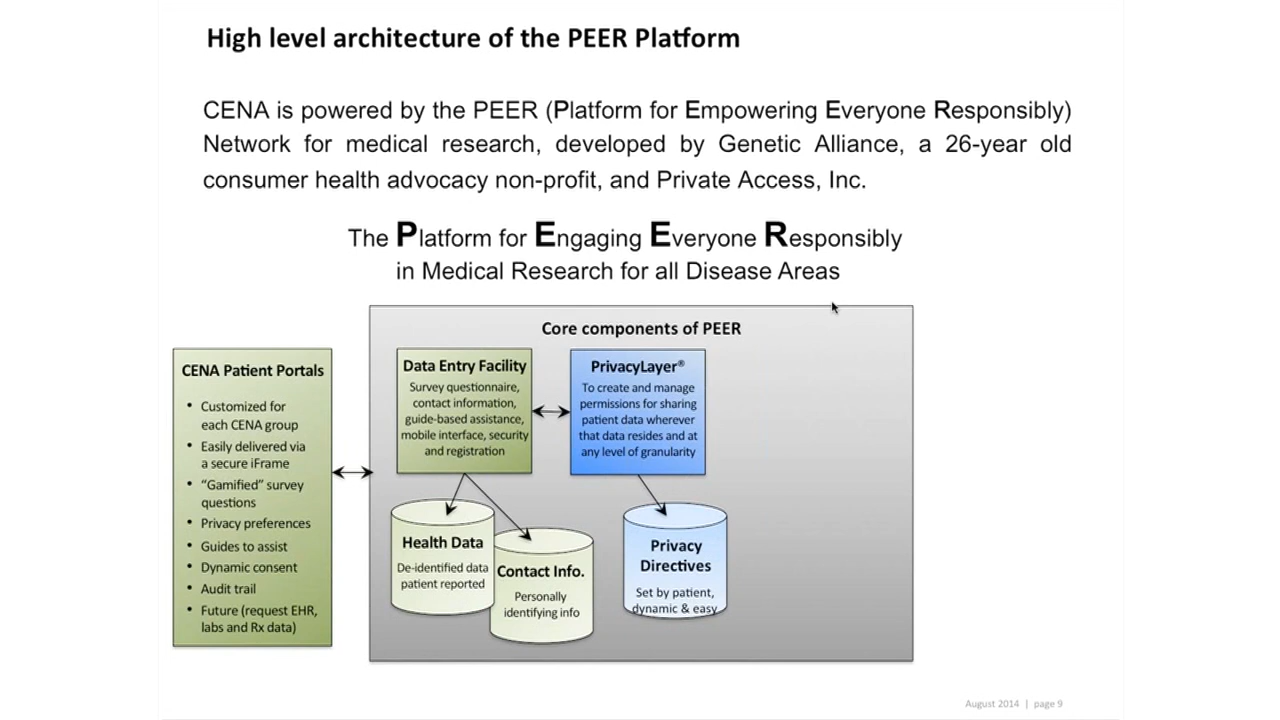 High level architecture of the PEER Platform
CENA is powered by the PEER (Platform for Empowering Everyone Responsibly)
Network for medical research, developed by Genetic Alliance, a 26-year old
consumer health advocacy non-profit, and Private Access, Inc.
The Platform for Engaging Everyone Responsibly
in Medical Research for all Disease Areas
Core components of PEER
CENA Patient Portals
• Customized for
each CENA group
• Easily delivered via
a secure iFrame
• “Gamified” survey
questions
• Privacy preferences
• Guides to assist
• Dynamic consent
• Audit trail
• Future (request EHR,
labs and Rx data)
Data Entry Facility
Survey questionnaire,
contact information,
guide-based assistance,
mobile interface, security
and registration
PrivacyLayer®
To create and manage
permissions for sharing
patient data wherever
that data resides and at
any level of granularity
Health Data
De-identified data
patient reported
Contact Info.
Personally
identifying info
Privacy
Directives
Set by patient,
dynamic & easy
August 2014 | page 9